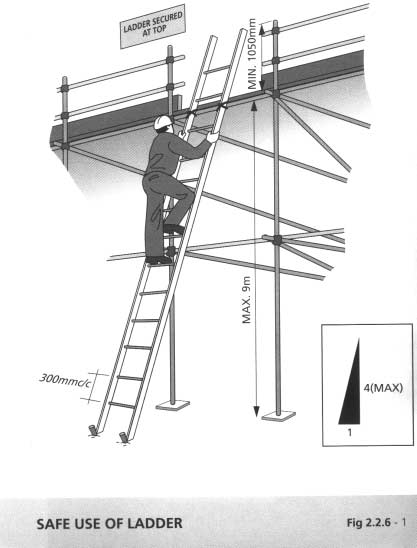 LADDER SECURED
AT TOP
MIN. 1050mm
MAX. 9m
300mmc/c
4(MAX)
1
SAFE USE OF LADDER
Fig 2.2.6 - 1